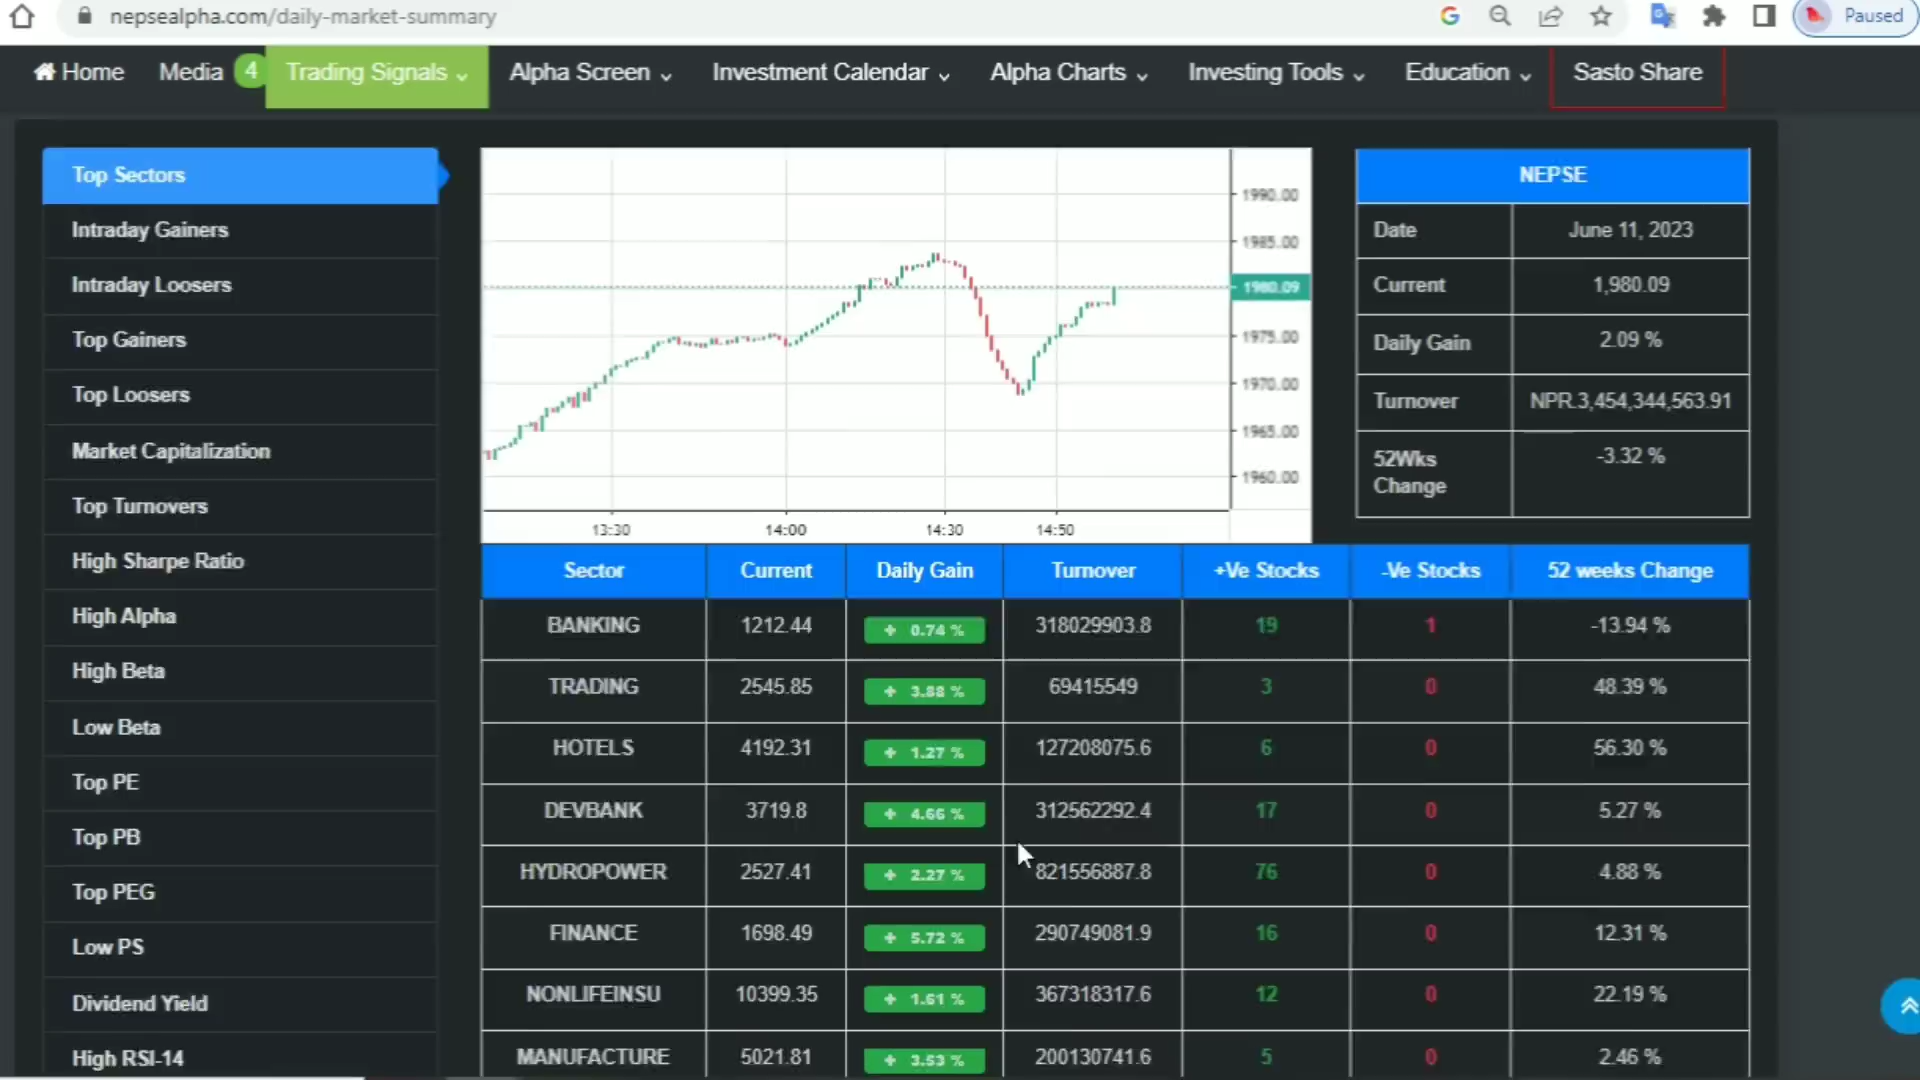 nepsealpha.com/daily-market-summary
Paused
Home Media 4 Trading Signals Alpha Screen Investment Calendar Alpha Charts Investing Tools Education Sasto Share
Top Sectors
Intraday Gainers
Intraday Loosers
Top Gainers
Top Loosers
Market Capitalization
Top Turnovers
High Sharpe Ratio
High Alpha
High Beta
Low Beta
Top PE
Top PB
Top PEG
Low PS
Dividend Yield
High RSI-14
1990.00
1985.00
1980.09
1975.00
1970.00
1965.00
1960.00
13:30 14:00 14:30 14:50
NEPSE
Date June 11, 2023
Current 1,980.09
Daily Gain 2.09 %
Turnover NPR.3,454,344,563.91
52Wks Change -3.32 %
Sector Current Daily Gain Turnover +Ve Stocks -Ve Stocks 52 weeks Change
BANKING 1212.44 + 0.74 % 318029903.8 19 1 -13.94 %
TRADING 2545.85 + 3.88 % 69415549 3 0 48.39 %
HOTELS 4192.31 + 1.27 % 127208075.6 6 0 56.30 %
DEVBANK 3719.8 + 4.66 % 312562292.4 17 0 5.27 %
HYDROPOWER 2527.41 + 2.27 % 821556887.8 76 0 4.88 %
FINANCE 1698.49 + 5.72 % 290749081.9 16 0 12.31 %
NONLIFEINSU 10399.35 + 1.61 % 367318317.6 12 0 22.19 %
MANUFACTURE 5021.81 + 3.53 % 200130741.6 5 0 2.46 %